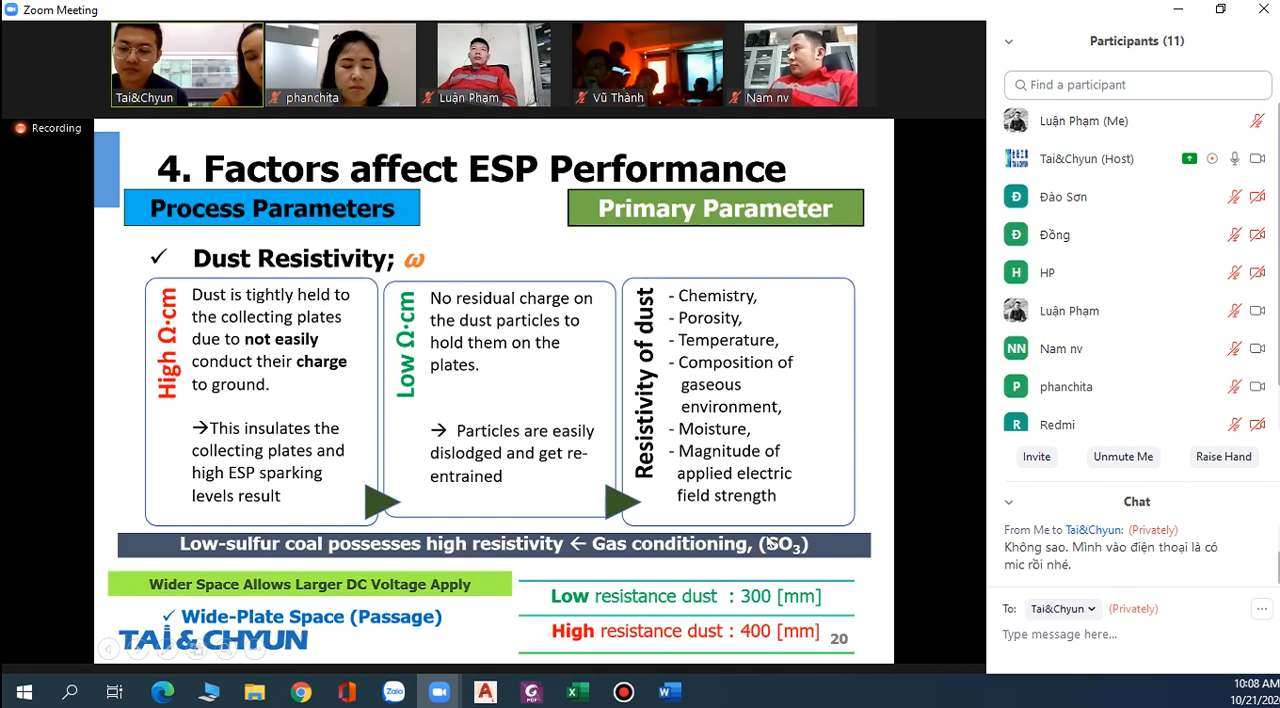 Zoom Meeting
Tai&Chyun
phanchita
Luận Phạm
Vũ Thành
Nam nv
Recording
4. Factors affect ESP Performance
Process Parameters
Primary Parameter
✓ Dust Resistivity; ω
High Ω·cm
Dust is tightly held to
the collecting plates
due to not easily
conduct their charge
to ground.
→This insulates the
collecting plates and
high ESP sparking
levels result
Low Ω·cm
No residual charge on
the dust particles to
hold them on the
plates.
→ Particles are easily
dislodged and get re-
entrained
Resistivity of dust
- Chemistry,
- Porosity,
- Temperature,
- Composition of
gaseous
environment,
- Moisture,
- Magnitude of
applied electric
field strength
Low-sulfur coal possesses high resistivity ← Gas conditioning, (SO₃)
Wider Space Allows Larger DC Voltage Apply
✓ Wide-Plate Space (Passage)
Low resistance dust : 300 [mm]
High resistance dust : 400 [mm]
TAI & CHYUN
20
Participants (11)
Find a participant
Luận Phạm (Me)
Tai&Chyun (Host)
Đ Đào Sơn
Đ Đồng
H HP
Luận Phạm
NN Nam nv
P phanchita
R Redmi
Invite
Unmute Me
Raise Hand
Chat
From Me to Tai&Chyun: (Privately)
Không sao. Mình vào điện thoại là có
mic rồi nhé.
To: Tai&Chyun (Privately)
Type message here...
Zalo
10:08 AM